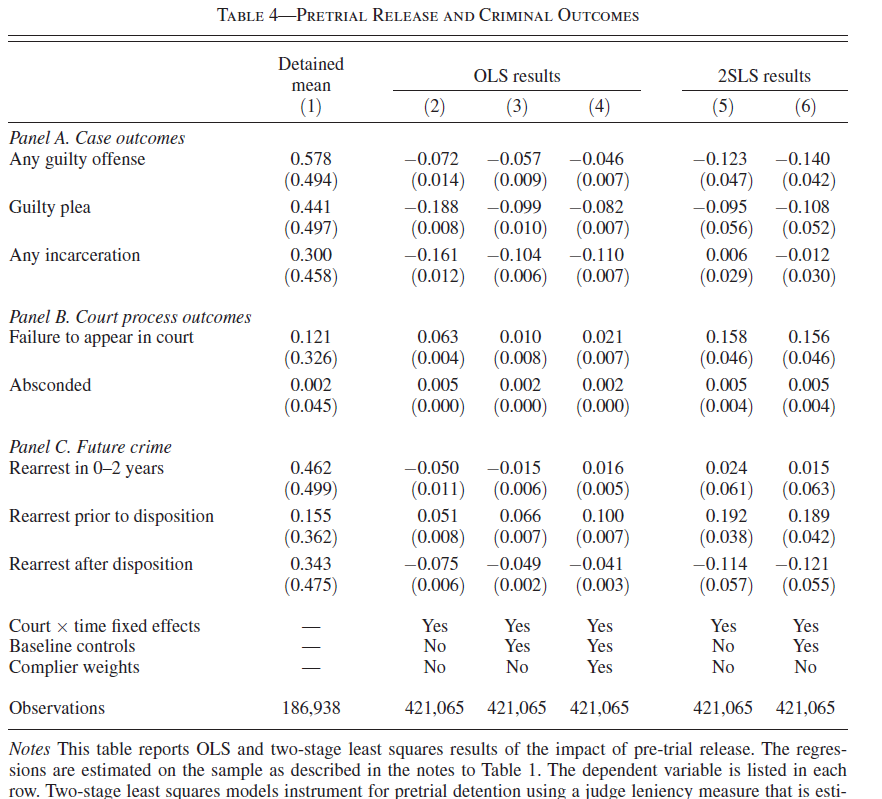 TABLE 4—PRETRIAL RELEASE AND CRIMINAL OUTCOMES
Detained mean OLS results 2SLS results
(1) (2) (3) (4) (5) (6)
Panel A. Case outcomes
Any guilty offense 0.578 −0.072 −0.057 −0.046 −0.123 −0.140
(0.494) (0.014) (0.009) (0.007) (0.047) (0.042)
Guilty plea 0.441 −0.188 −0.099 −0.082 −0.095 −0.108
(0.497) (0.008) (0.010) (0.007) (0.056) (0.052)
Any incarceration 0.300 −0.161 −0.104 −0.110 0.006 −0.012
(0.458) (0.012) (0.006) (0.007) (0.029) (0.030)
Panel B. Court process outcomes
Failure to appear in court 0.121 0.063 0.010 0.021 0.158 0.156
(0.326) (0.004) (0.008) (0.007) (0.046) (0.046)
Absconded 0.002 0.005 0.002 0.002 0.005 0.005
(0.045) (0.000) (0.000) (0.000) (0.004) (0.004)
Panel C. Future crime
Rearrest in 0–2 years 0.462 −0.050 −0.015 0.016 0.024 0.015
(0.499) (0.011) (0.006) (0.005) (0.061) (0.063)
Rearrest prior to disposition 0.155 0.051 0.066 0.100 0.192 0.189
(0.362) (0.008) (0.007) (0.007) (0.038) (0.042)
Rearrest after disposition 0.343 −0.075 −0.049 −0.041 −0.114 −0.121
(0.475) (0.006) (0.002) (0.003) (0.057) (0.055)
Court × time fixed effects — Yes Yes Yes Yes Yes
Baseline controls — No Yes Yes No Yes
Complier weights — No No Yes No No
Observations 186,938 421,065 421,065 421,065 421,065 421,065
Notes This table reports OLS and two-stage least squares results of the impact of pre-trial release. The regres-
sions are estimated on the sample as described in the notes to Table 1. The dependent variable is listed in each
row. Two-stage least squares models instrument for pretrial detention using a judge leniency measure that is esti-